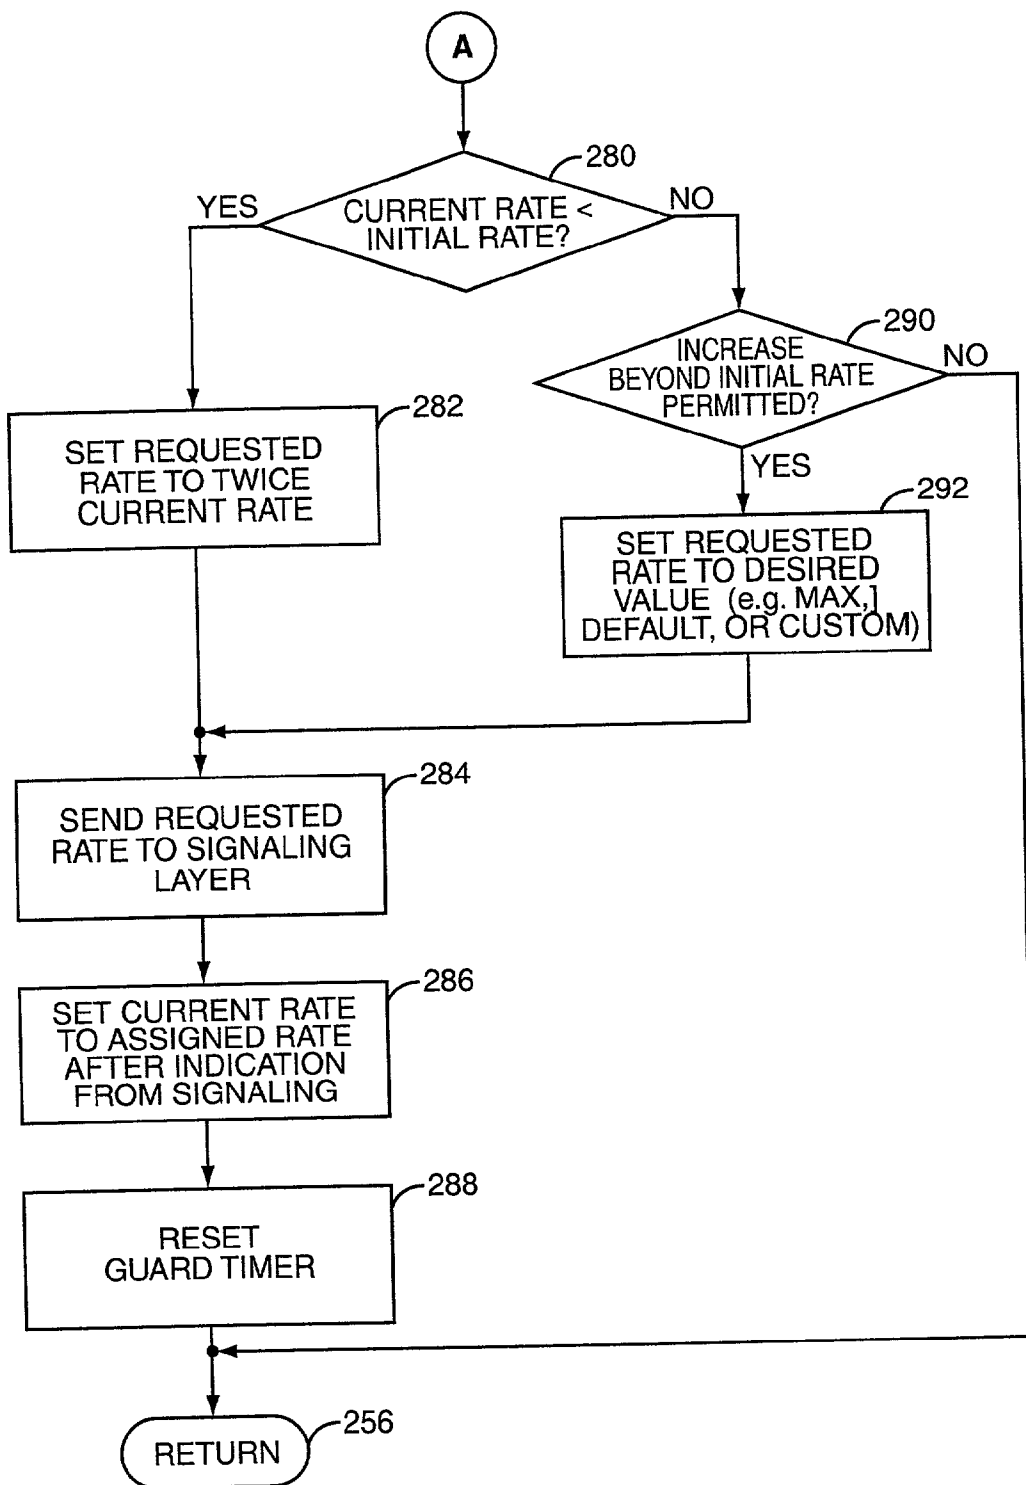 A
280
YES
CURRENT RATE <
INITIAL RATE?
NO
290
INCREASE
BEYOND INITIAL RATE
PERMITTED?
NO
YES
282
SET REQUESTED
RATE TO TWICE
CURRENT RATE
292
SET REQUESTED
RATE TO DESIRED
VALUE (e.g. MAX,]
DEFAULT, OR CUSTOM)
284
SEND REQUESTED
RATE TO SIGNALING
LAYER
286
SET CURRENT RATE
TO ASSIGNED RATE
AFTER INDICATION
FROM SIGNALING
288
RESET
GUARD TIMER
256
RETURN